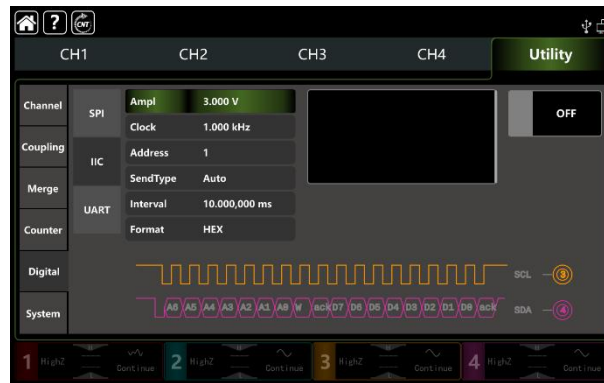 ? CNT
CH1 CH2 CH3 CH4 Utility
Channel
Coupling
Merge
Counter
Digital
System
SPI
IIC
UART
Ampl 3.000 V
Clock 1.000 kHz
Address 1
SendType Auto
Interval 10.000,000 ms
Format HEX
OFF
SCL 3
A6 A5 A4 A3 A2 A1 A0 W ack D7 D6 D5 D4 D3 D2 D1 D0 ack SDA 4
1 HighZ Continue 2 HighZ Continue 3 HighZ Continue 4 HighZ Continue